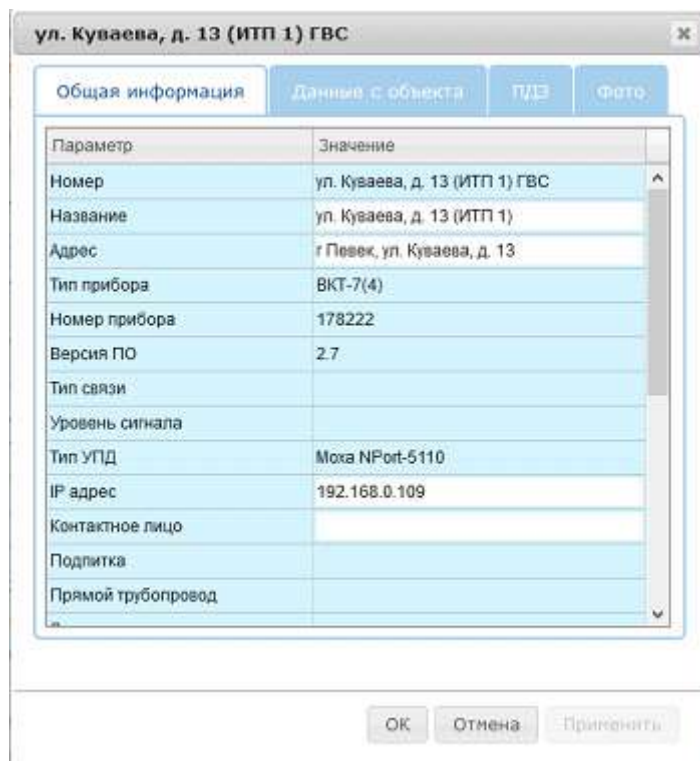 ул. Куваева, д. 13 (ИТП 1) ГВС
Общая информация Данные с объекта ПДЗ Фото
Параметр Значение
Номер ул. Куваева, д. 13 (ИТП 1) ГВС
Название ул. Куваева, д. 13 (ИТП 1)
Адрес г Певек, ул. Куваева, д. 13
Тип прибора ВКТ-7(4)
Номер прибора 178222
Версия ПО 2.7
Тип связи
Уровень сигнала
Тип УПД Moxa NPort-5110
IP адрес 192.168.0.109
Контактное лицо
Подпитка
Прямой трубопровод
ОК Отмена Применить